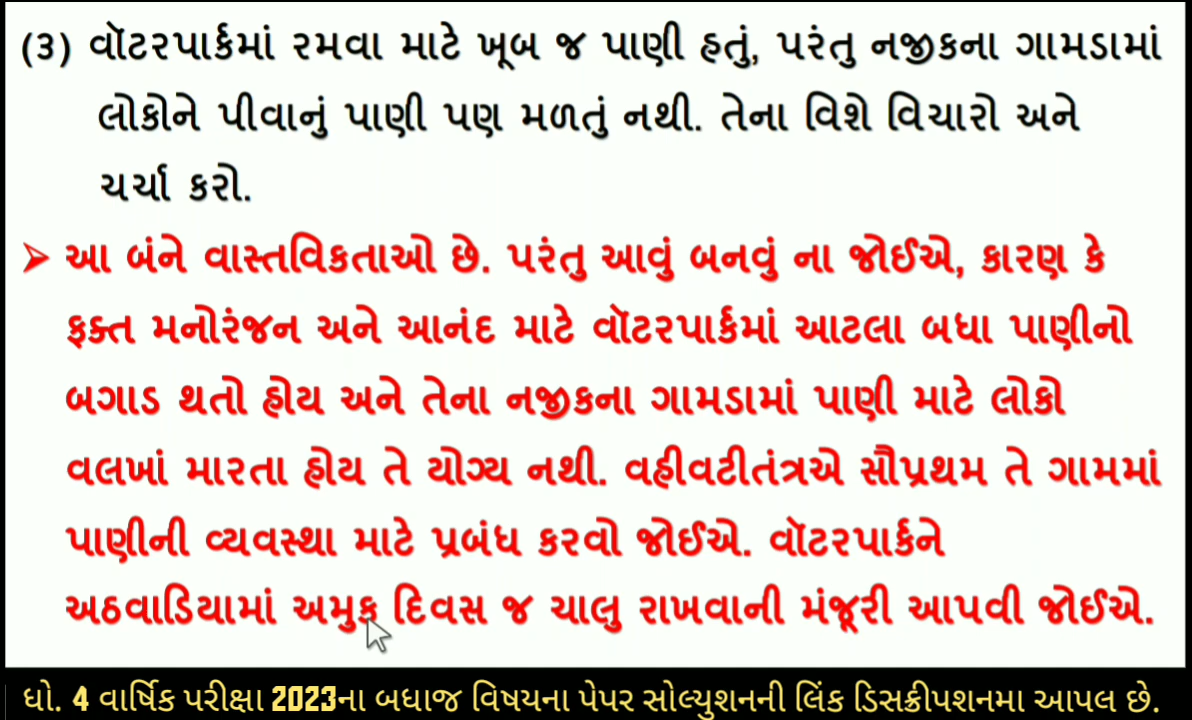 (૩) વૉટરપાર્કમાં રમવા માટે ખૂબ જ પાણી હતું, પરંતુ નજીકના ગામડામાં
લોકોને પીવાનું પાણી પણ મળતું નથી. તેના વિશે વિચારો અને
ચર્ચા કરો.
➢ આ બંને વાસ્તવિકતાઓ છે. પરંતુ આવું બનવું ના જોઈએ, કારણ કે
ફક્ત મનોરંજન અને આનંદ માટે વૉટરપાર્કમાં આટલા બધા પાણીનો
બગાડ થતો હોય અને તેના નજીકના ગામડામાં પાણી માટે લોકો
વલખાં મારતા હોય તે યોગ્ય નથી. વહીવટીતંત્રએ સૌપ્રથમ તે ગામમાં
પાણીની વ્યવસ્થા માટે પ્રબંધ કરવો જોઈએ. વૉટરપાર્કને
અઠવાડિયામાં અમુક દિવસ જ ચાલુ રાખવાની મંજૂરી આપવી જોઈએ.
ધો. 4 વાર્ષિક પરીક્ષા 2023ના બધાજ વિષયના પેપર સોલ્યુશનની લિંક ડિસક્રીપશનમા આપલ છે.